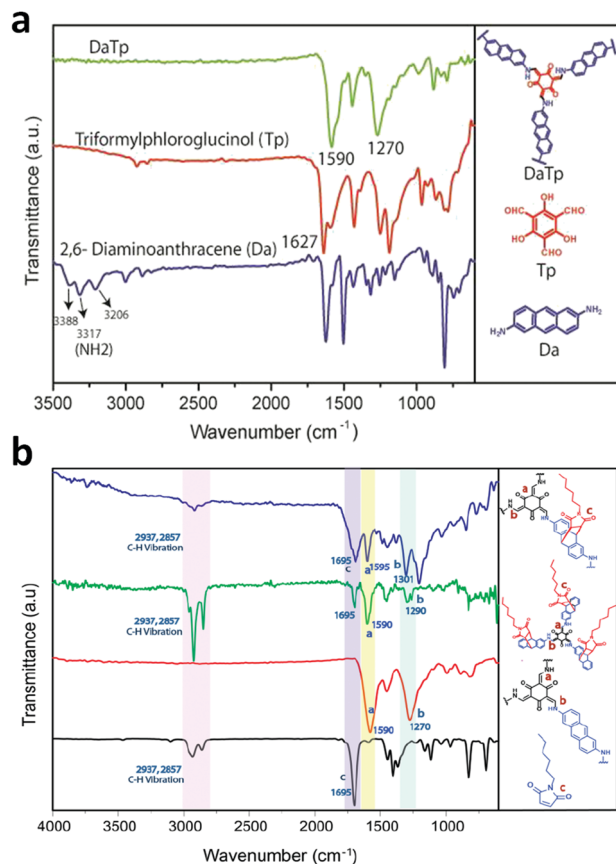 a
DaTp
1590
1270
Triformylphloroglucinol (Tp)
1627
2,6- Diaminoanthracene (Da)
3388
3317
3206
(NH2)
Transmittance (a.u.)
3500 3000 2500 2000 1500 1000
Wavenumber (cm-1)
NH
HN
O
DaTp
OH
CHO
CHO
HO
OH
CHO
Tp
NH2
H2N
Da
b
2937, 2857
C-H Vibration
1695
c
a
1595
b
1301
2937, 2857
C-H Vibration
1695
1590
a
b
1290
a
1590
b
1270
2937, 2857
C-H Vibration
c
1695
Transmittance (a.u)
4000 3500 3000 2500 2000 1500 1000
Wavenumber (cm-1)
a
b
c
c
a
b
a
b
c